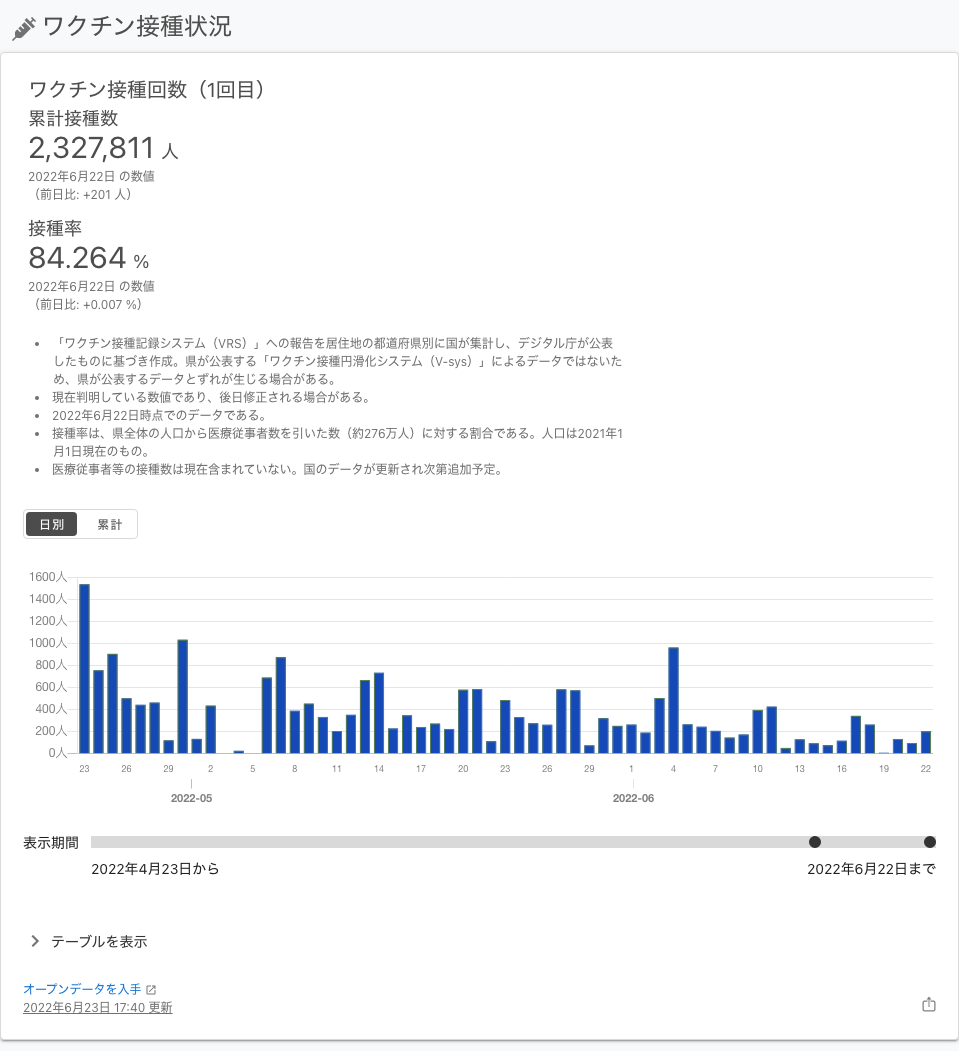 ワクチン接種状況
ワクチン接種回数（1回目）
累計接種数
2,327,811 人
2022年6月22日 の数値
（前日比: +201 人）
接種率
84.264 %
2022年6月22日 の数値
（前日比: +0.007 %）
• 「ワクチン接種記録システム（VRS）」への報告を居住地の都道府県別に国が集計し、デジタル庁が公表
したものに基づき作成。県が公表する「ワクチン接種円滑化システム（V-sys）」によるデータではないた
め、県が公表するデータとずれが生じる場合がある。
• 現在判明している数値であり、後日修正される場合がある。
• 2022年6月22日時点でのデータである。
• 接種率は、県全体の人口から医療従事者数を引いた数（約276万人）に対する割合である。人口は2021年1
月1日現在のもの。
• 医療従事者等の接種数は現在含まれていない。国のデータが更新され次第追加予定。
日別 累計
1600人
1400人
1200人
1000人
800人
600人
400人
200人
0人
23 26 29 2 5 8 11 14 17 20 23 26 29 1 4 7 10 13 16 19 22
2022-05 2022-06
表示期間
2022年4月23日から 2022年6月22日まで
テーブルを表示
オープンデータを入手
2022年6月23日 17:40 更新